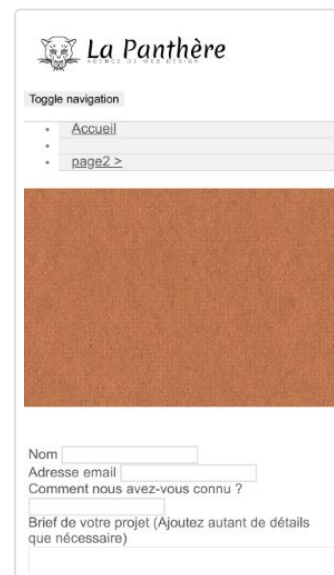 La Panthère
AGENCE DE WEB DESIGN
Toggle navigation
Accueil
page2 >
Nom
Adresse email
Comment nous avez-vous connu ?
Brief de votre projet (Ajoutez autant de détails
que nécessaire)